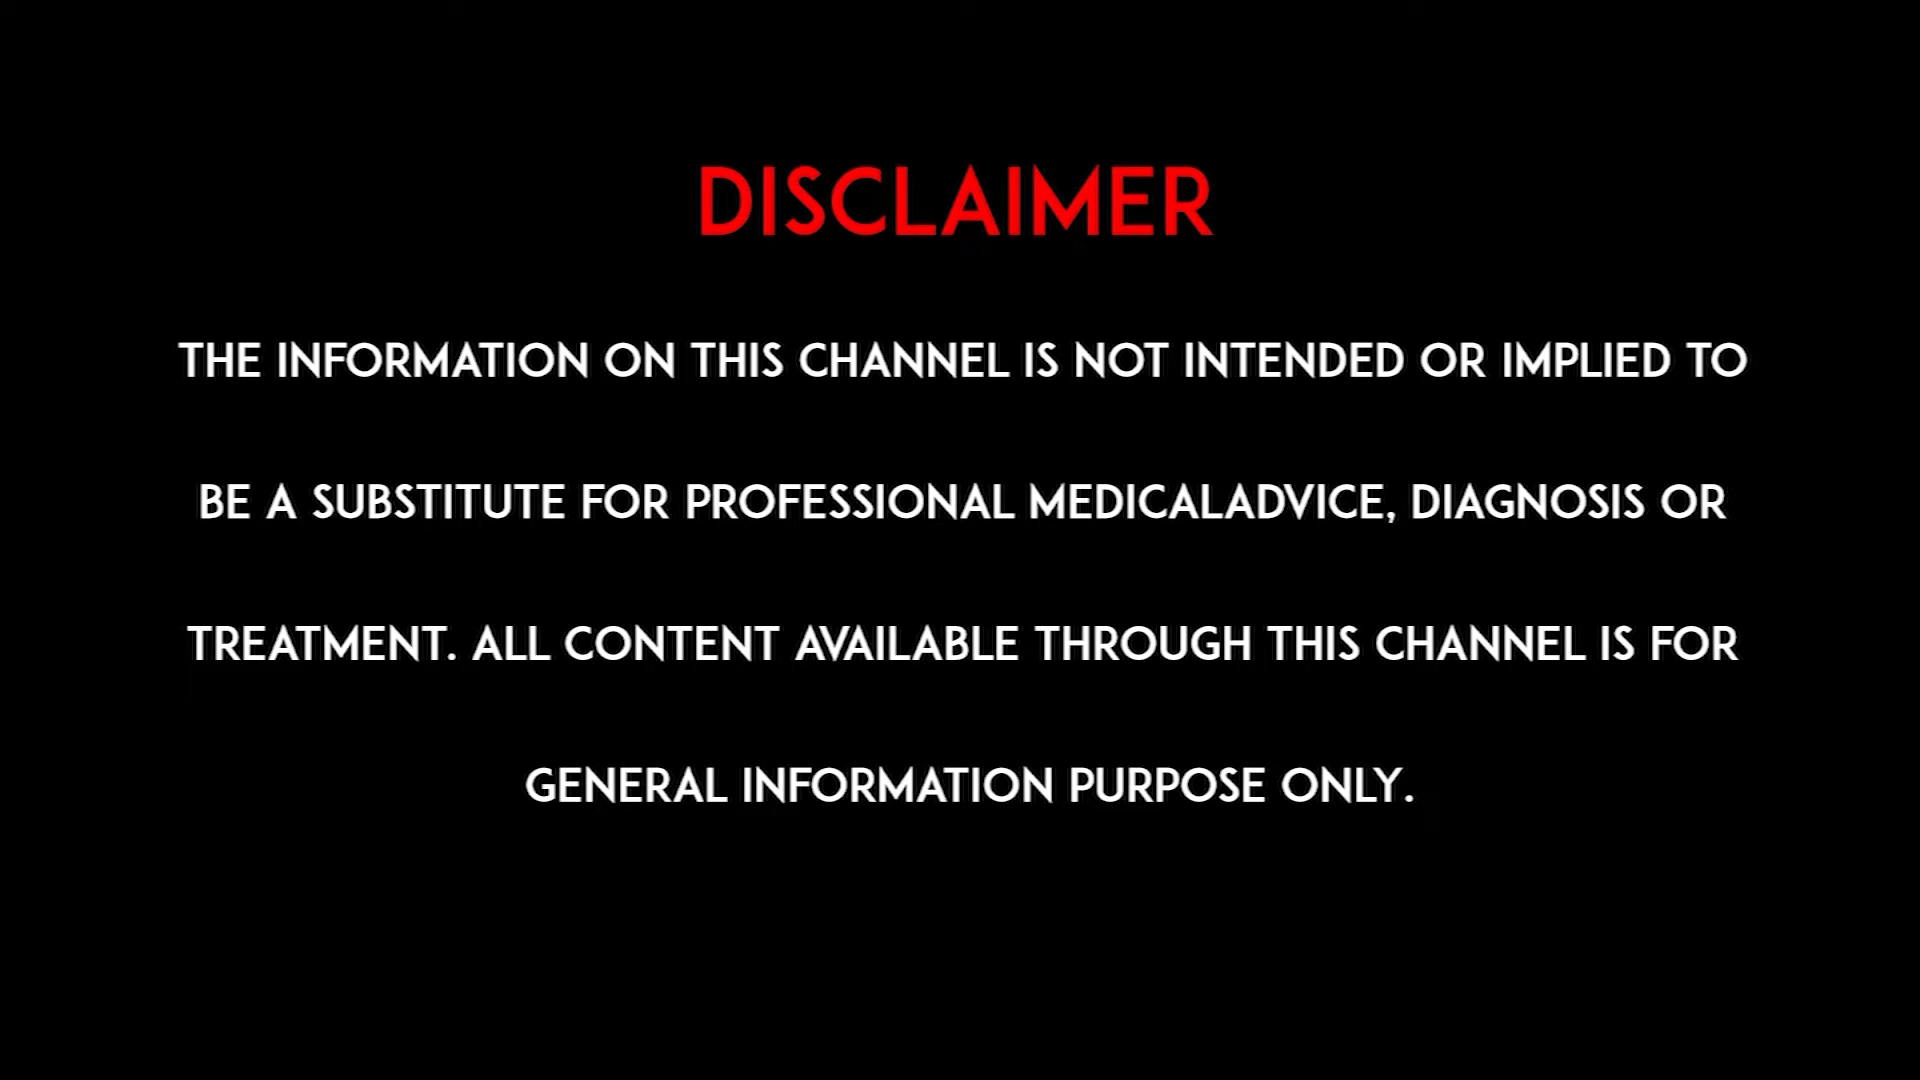 DISCLAIMER
THE INFORMATION ON THIS CHANNEL IS NOT INTENDED OR IMPLIED TO
BE A SUBSTITUTE FOR PROFESSIONAL MEDICALADVICE, DIAGNOSIS OR
TREATMENT. ALL CONTENT AVAILABLE THROUGH THIS CHANNEL IS FOR
GENERAL INFORMATION PURPOSE ONLY.